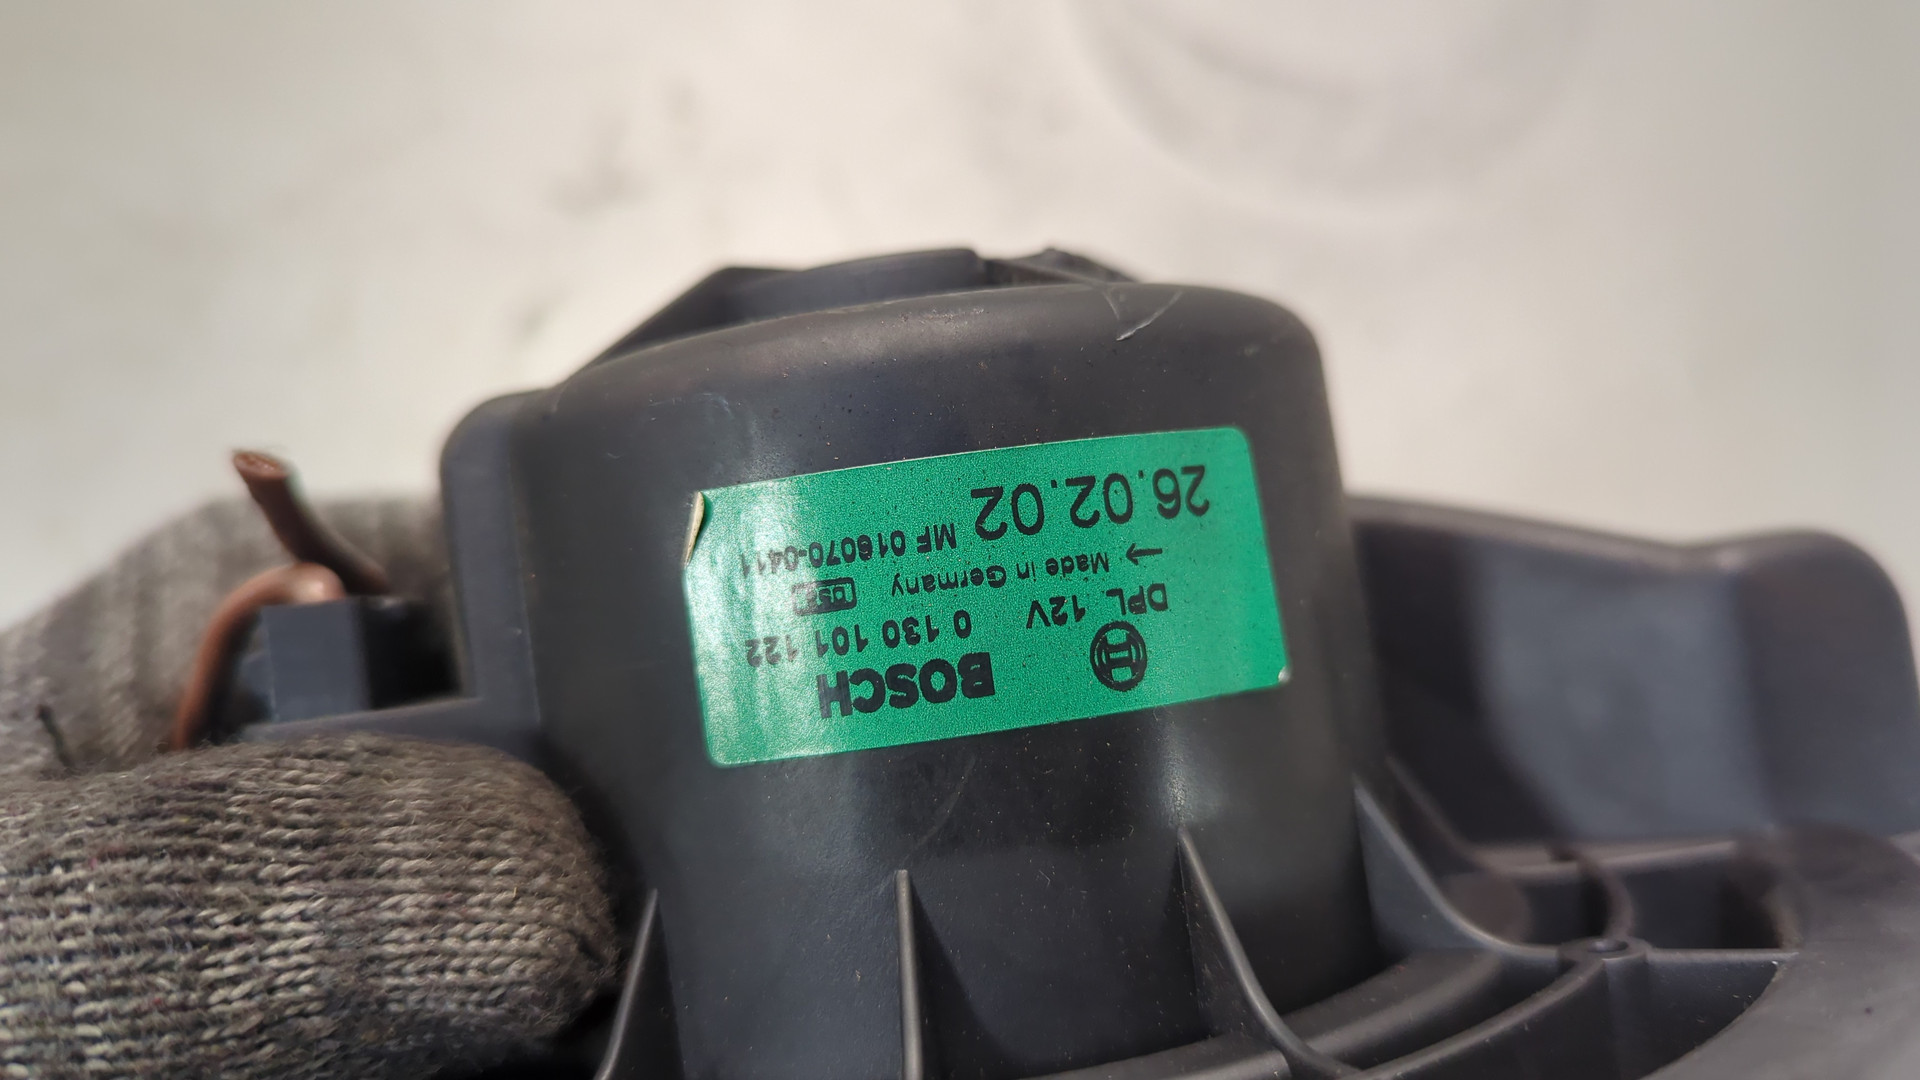 BOSCH
DPL 12V 0 130 101 122
→ Made in Germany
26.02.02 MF 016070-0411